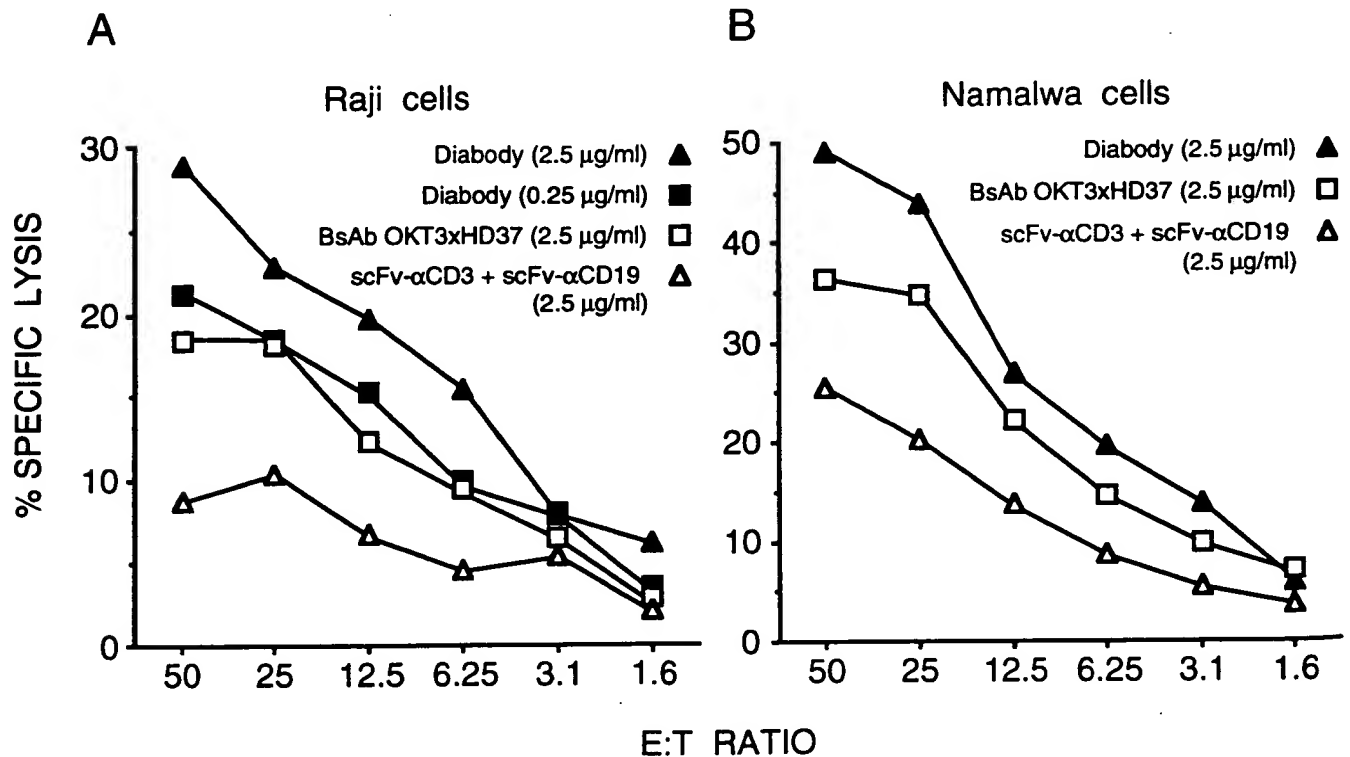 A
B
Raji cells
Namalwa cells
Diabody (2.5 μg/ml)
Diabody (0.25 μg/ml)
BsAb OKT3xHD37 (2.5 μg/ml)
scFv-αCD3 + scFv-αCD19
(2.5 μg/ml)
Diabody (2.5 μg/ml)
BsAb OKT3xHD37 (2.5 μg/ml)
scFv-αCD3 + scFv-αCD19
(2.5 μg/ml)
% SPECIFIC LYSIS
30
20
10
0
50
25
12.5
6.25
3.1
1.6
50
40
30
20
10
0
50
25
12.5
6.25
3.1
1.6
E:T RATIO